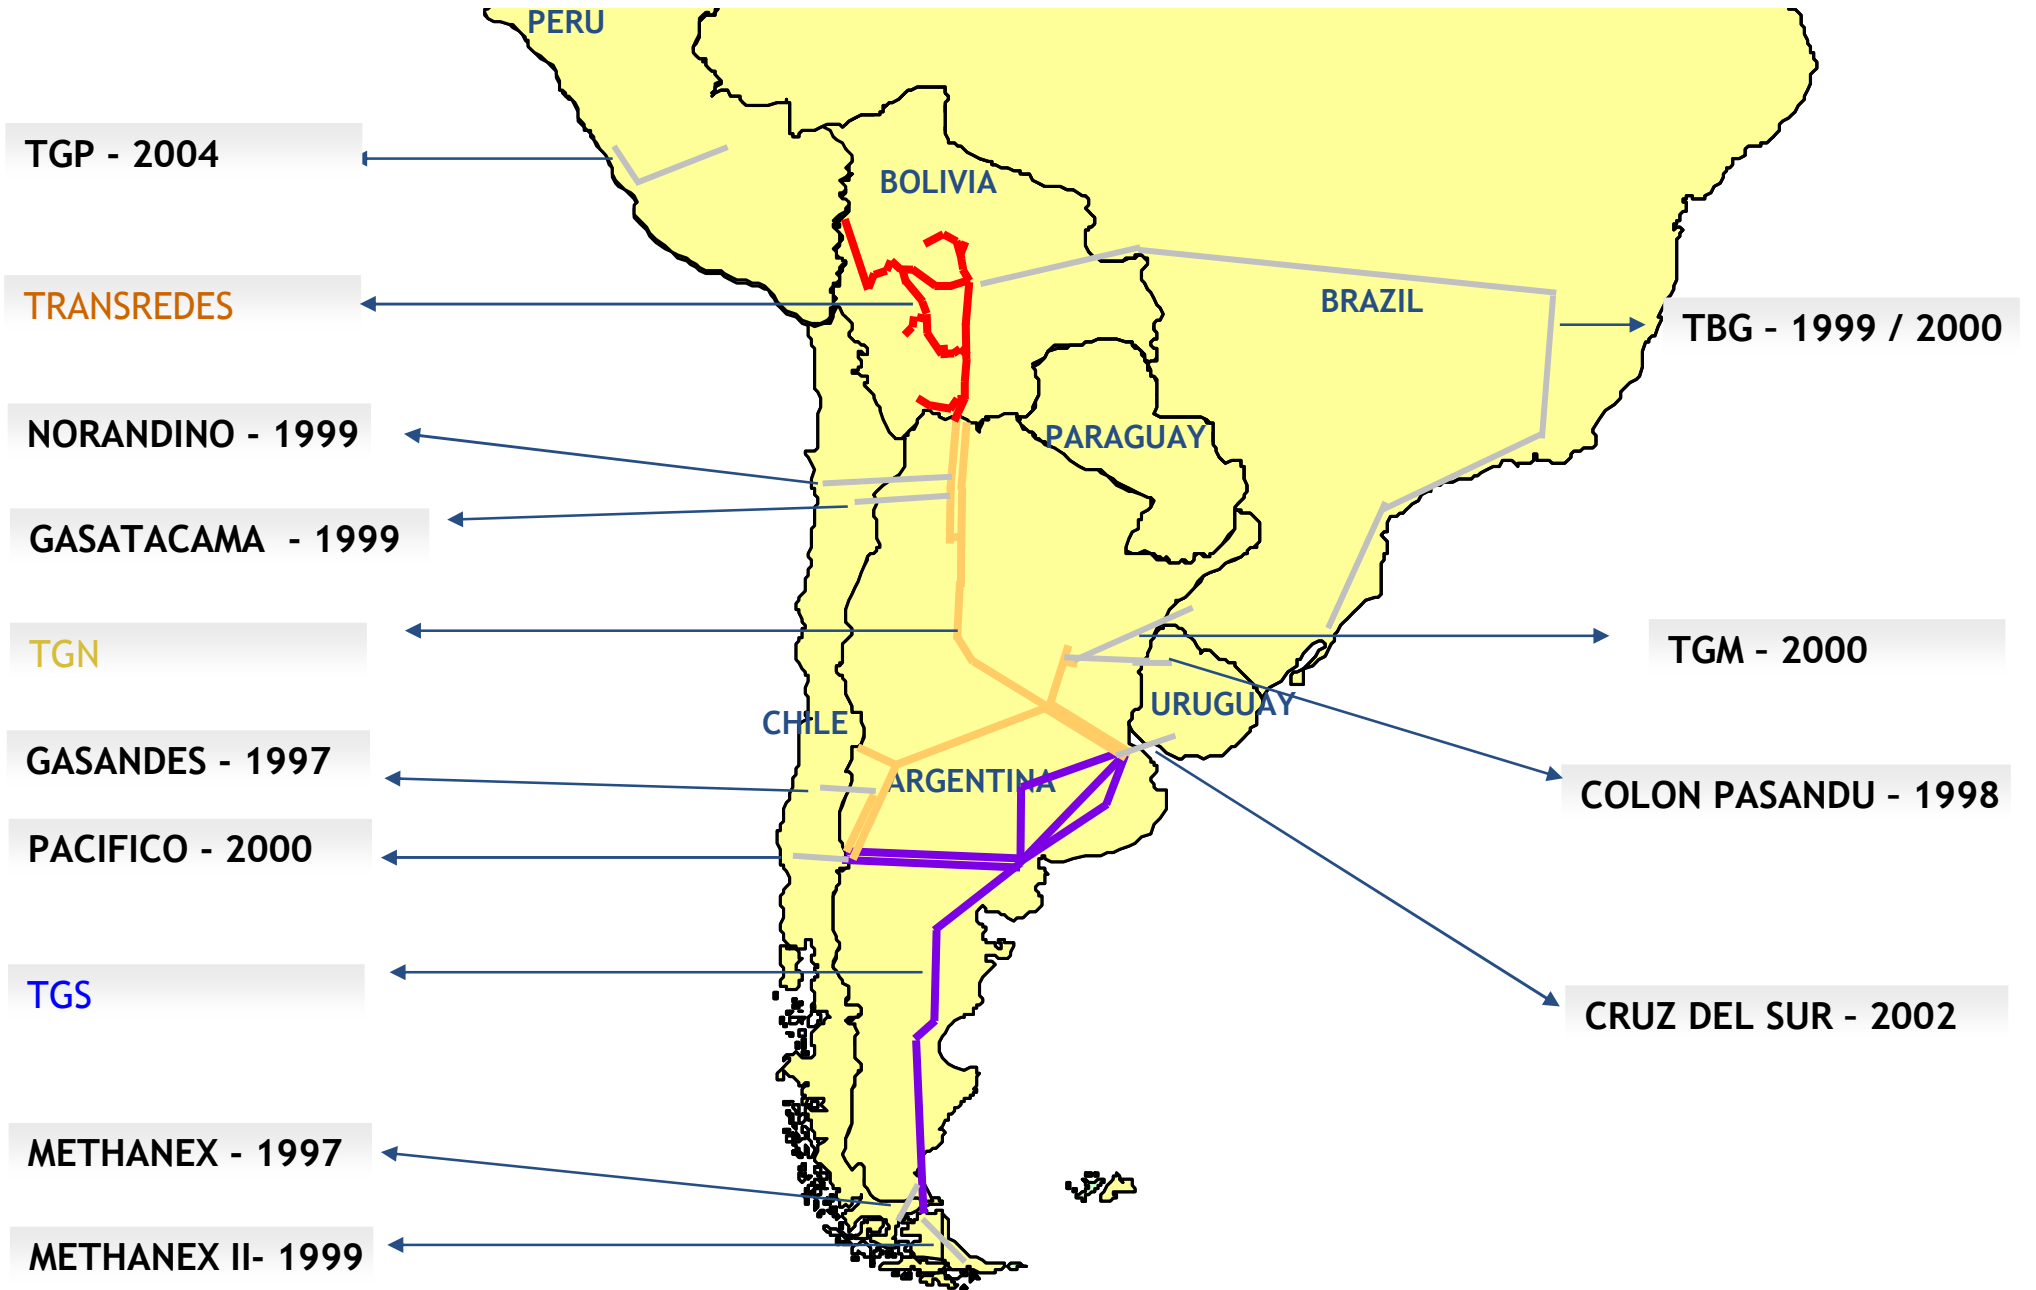 PERU
TGP - 2004
BOLIVIA
TRANSREDES
BRAZIL
TBG – 1999 / 2000
NORANDINO - 1999
PARAGUAY
GASATACAMA - 1999
TGN
TGM – 2000
URUGUAY
CHILE
GASANDES - 1997
ARGENTINA
COLON PASANDU – 1998
PACIFICO - 2000
TGS
CRUZ DEL SUR – 2002
METHANEX - 1997
METHANEX II- 1999